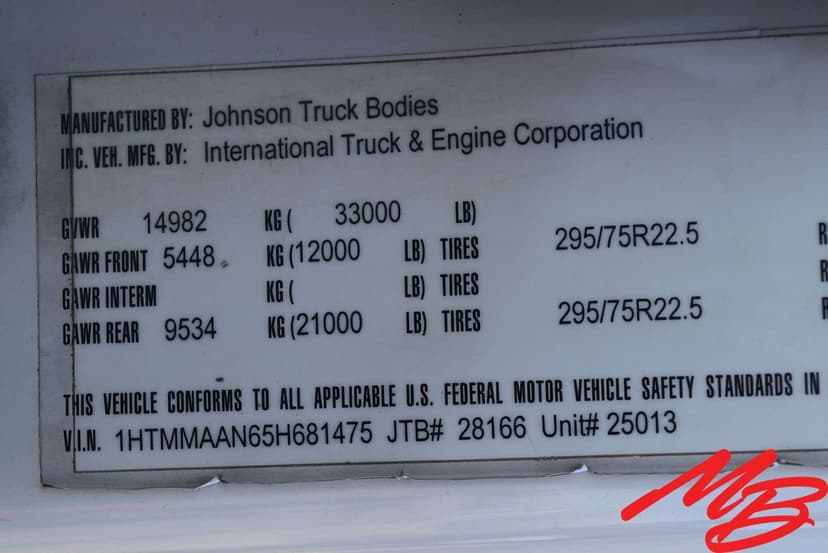 MANUFACTURED BY: Johnson Truck Bodies
INC. VEH. MFG. BY: International Truck & Engine Corporation
GVWR 14982 KG ( 33000 LB)
GAWR FRONT 5448 KG (12000 LB) TIRES 295/75R22.5 R
GAWR INTERM KG ( LB) TIRES R
GAWR REAR 9534 KG (21000 LB) TIRES 295/75R22.5 R
THIS VEHICLE CONFORMS TO ALL APPLICABLE U.S. FEDERAL MOTOR VEHICLE SAFETY STANDARDS IN
V.I.N. 1HTMMAAN65H681475 JTB# 28166 Unit# 25013
MB